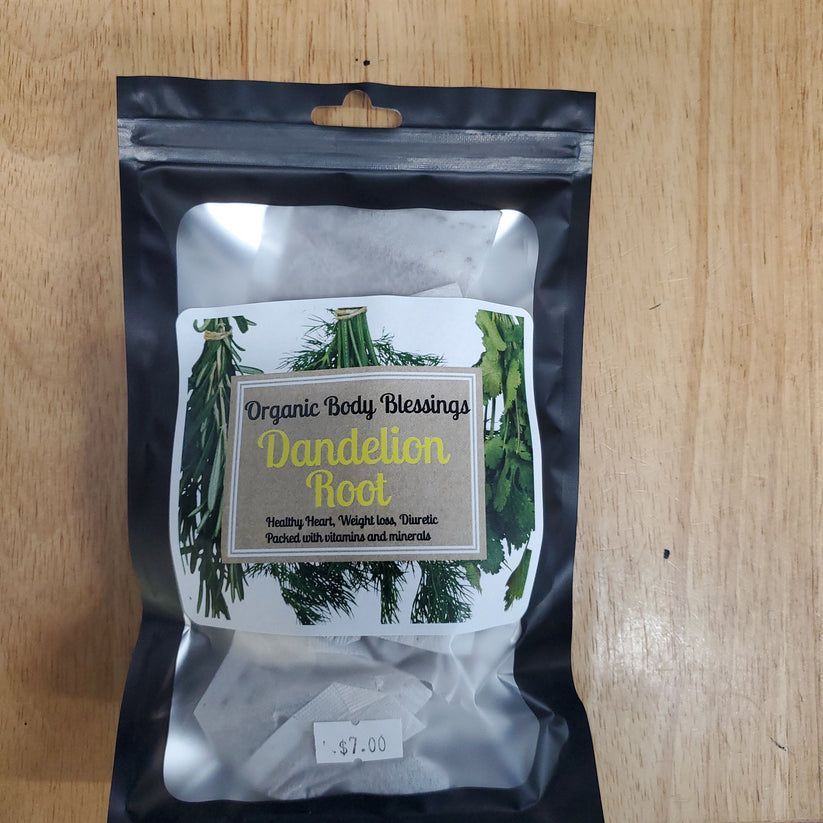 Organic Body Blessings
Dandelion
Root
Healthy Heart, Weight loss, Diuretic
Packed with vitamins and minerals
$7.00